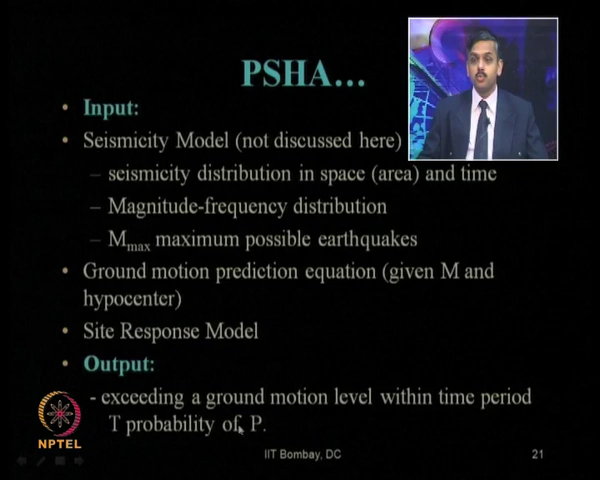 PSHA…
• Input:
• Seismicity Model (not discussed here)
– seismicity distribution in space (area) and time
– Magnitude-frequency distribution
– Mmax maximum possible earthquakes
• Ground motion prediction equation (given M and
hypocenter)
• Site Response Model
• Output:
- exceeding a ground motion level within time period
T probability of, P.
NPTEL
IIT Bombay, DC
21